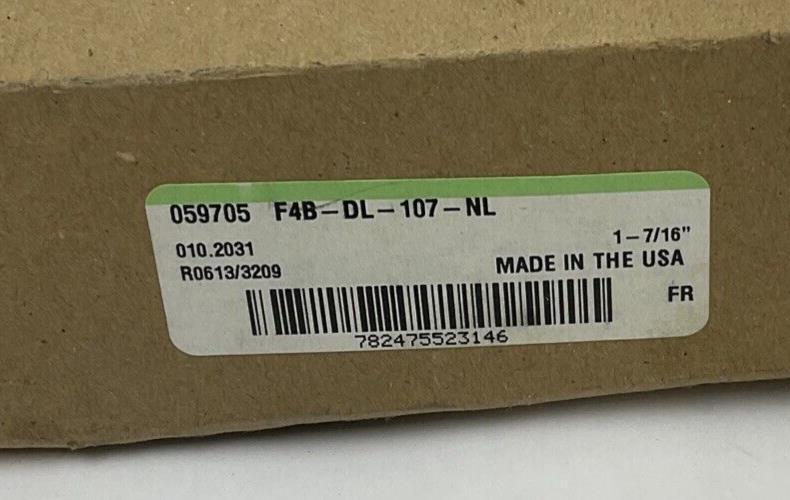 059705 F4B-DL-107-NL
010.2031
1-7/16"
R0613/3209
MADE IN THE USA
FR
782475523146